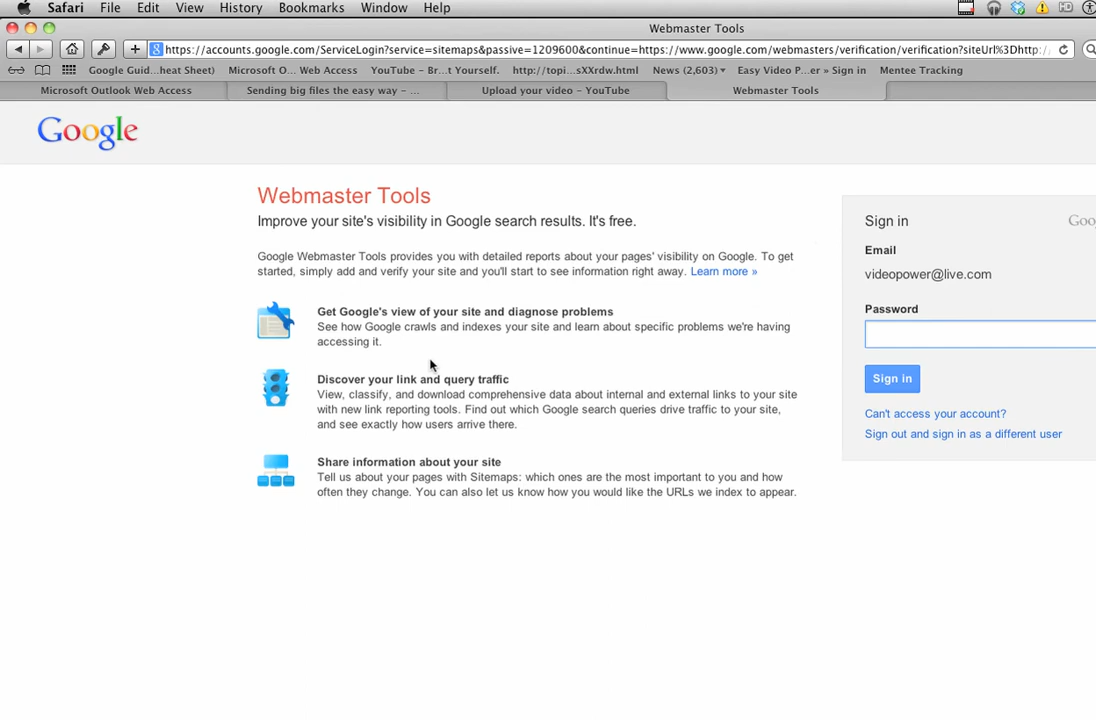 Safari File Edit View History Bookmarks Window Help
Webmaster Tools
https://accounts.google.com/ServiceLogin?service=sitemaps&passive=1209600&continue=https://www.google.com/webmasters/verification/verification?siteUrl%3Dhttp:/
Google Guid...heat Sheet) Microsoft O... Web Access YouTube – Br...t Yourself. http://topi...sXXrdw.html News (2,603) Easy Video P...er » Sign in Mentee Tracking
Microsoft Outlook Web Access Sending big files the easy way – ... Upload your video – YouTube Webmaster Tools
Google
Webmaster Tools
Improve your site's visibility in Google search results. It's free.
Google Webmaster Tools provides you with detailed reports about your pages' visibility on Google. To get
started, simply add and verify your site and you'll start to see information right away. Learn more »
Get Google's view of your site and diagnose problems
See how Google crawls and indexes your site and learn about specific problems we're having
accessing it.
Discover your link and query traffic
View, classify, and download comprehensive data about internal and external links to your site
with new link reporting tools. Find out which Google search queries drive traffic to your site,
and see exactly how users arrive there.
Share information about your site
Tell us about your pages with Sitemaps: which ones are the most important to you and how
often they change. You can also let us know how you would like the URLs we index to appear.
Sign in Goo
Email
videopower@live.com
Password
Sign in
Can't access your account?
Sign out and sign in as a different user